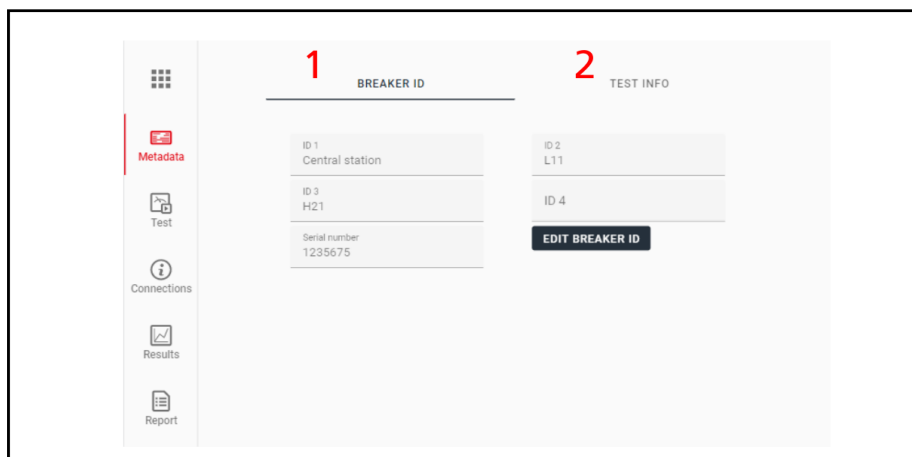 1
BREAKER ID
2
TEST INFO
Metadata
Test
Connections
Results
Report
ID 1
Central station
ID 2
L11
ID 3
H21
ID 4
Serial number
1235675
EDIT BREAKER ID